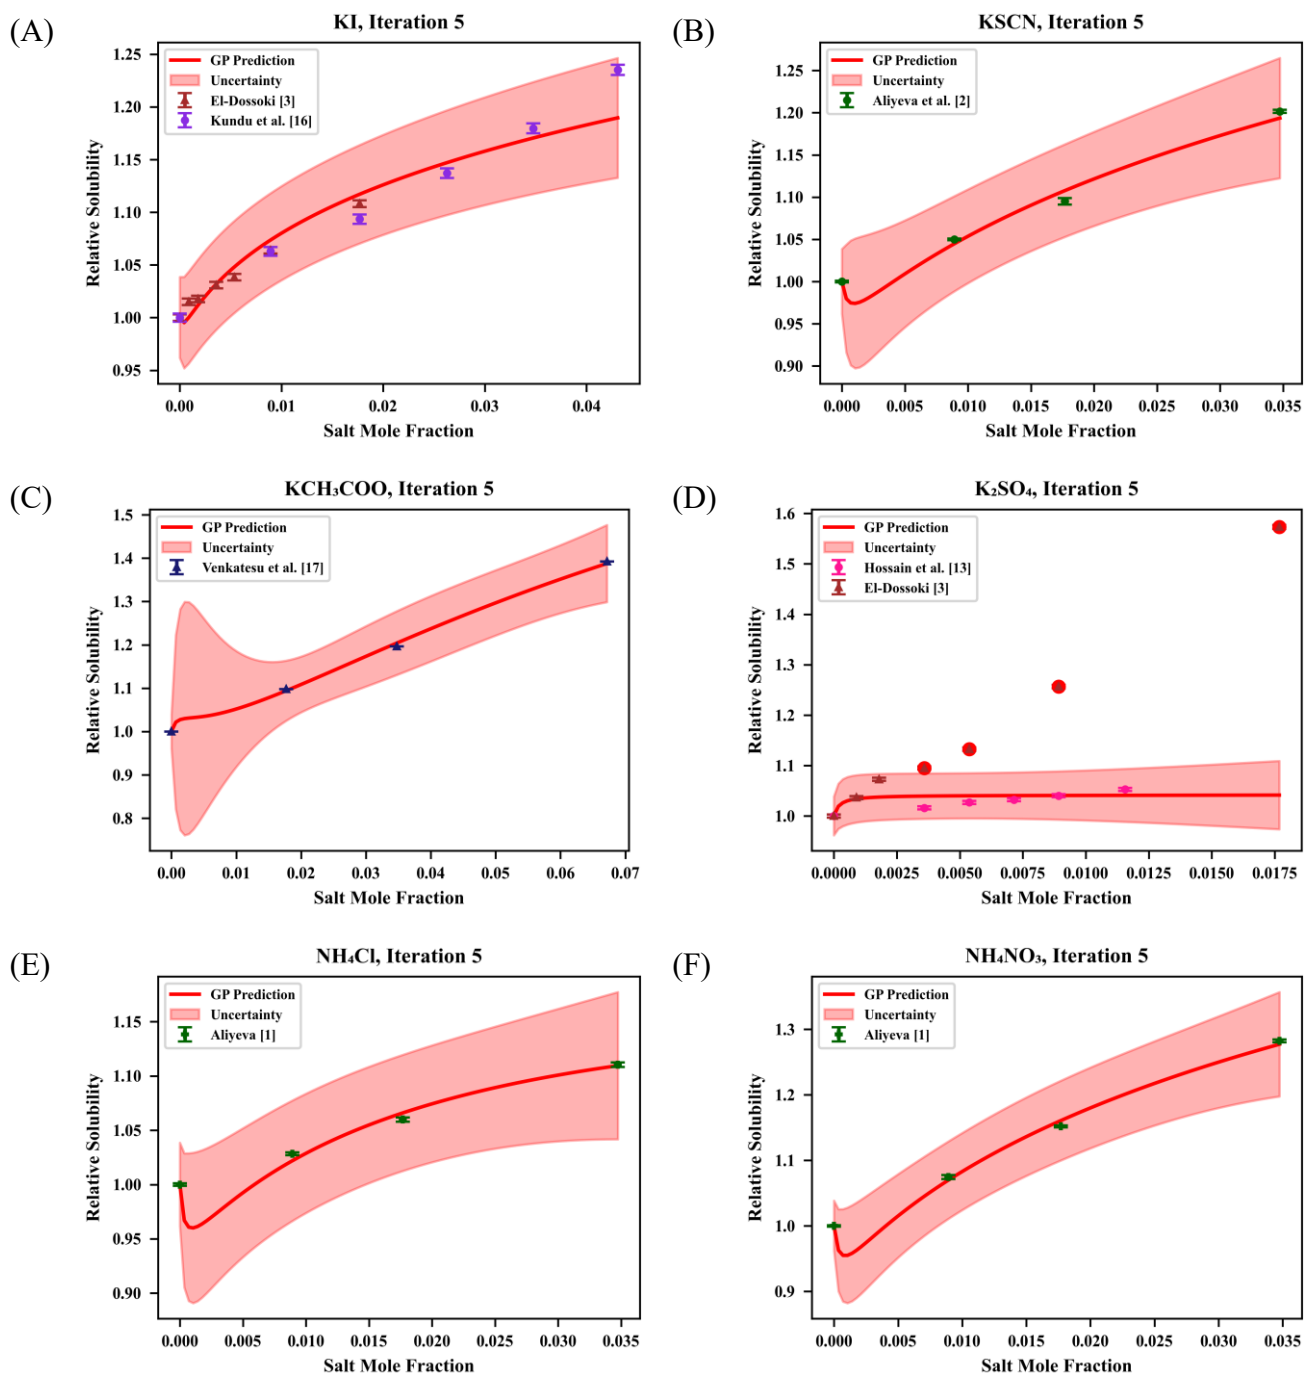 (A)
KI, Iteration 5
GP Prediction
Uncertainty
El-Dossoki [3]
Kundu et al. [16]
Relative Solubility
1.25
1.20
1.15
1.10
1.05
1.00
0.95
0.00 0.01 0.02 0.03 0.04
Salt Mole Fraction
(B)
KSCN, Iteration 5
GP Prediction
Uncertainty
Aliyeva et al. [2]
Relative Solubility
1.25
1.20
1.15
1.10
1.05
1.00
0.95
0.90
0.000 0.005 0.010 0.015 0.020 0.025 0.030 0.035
Salt Mole Fraction
(C)
KCH₃COO, Iteration 5
GP Prediction
Uncertainty
Venkatesu et al. [17]
Relative Solubility
1.5
1.4
1.3
1.2
1.1
1.0
0.9
0.8
0.00 0.01 0.02 0.03 0.04 0.05 0.06 0.07
Salt Mole Fraction
(D)
K₂SO₄, Iteration 5
GP Prediction
Uncertainty
Hossain et al. [13]
El-Dossoki [3]
Relative Solubility
1.6
1.5
1.4
1.3
1.2
1.1
1.0
0.0000 0.0025 0.0050 0.0075 0.0100 0.0125 0.0150 0.0175
Salt Mole Fraction
(E)
NH₄Cl, Iteration 5
GP Prediction
Uncertainty
Aliyeva [1]
Relative Solubility
1.15
1.10
1.05
1.00
0.95
0.90
0.000 0.005 0.010 0.015 0.020 0.025 0.030 0.035
Salt Mole Fraction
(F)
NH₄NO₃, Iteration 5
GP Prediction
Uncertainty
Aliyeva [1]
Relative Solubility
1.3
1.2
1.1
1.0
0.9
0.000 0.005 0.010 0.015 0.020 0.025 0.030 0.035
Salt Mole Fraction